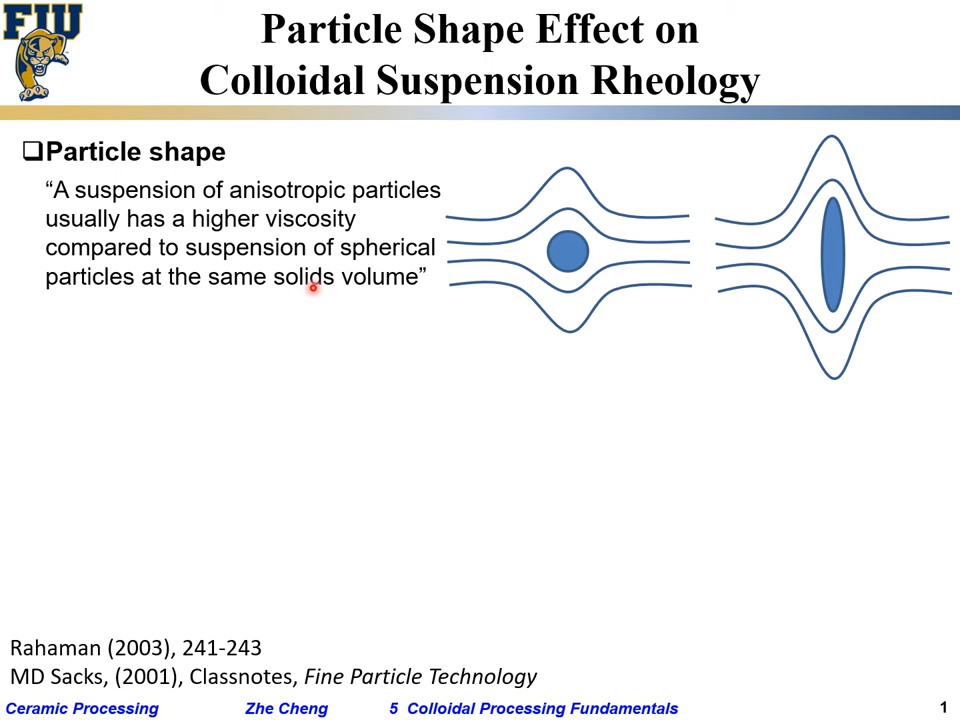 FIU
Particle Shape Effect on
Colloidal Suspension Rheology
❑Particle shape
“A suspension of anisotropic particles
usually has a higher viscosity
compared to suspension of spherical
particles at the same solids volume”
Rahaman (2003), 241-243
MD Sacks, (2001), Classnotes, Fine Particle Technology
Ceramic Processing Zhe Cheng 5 Colloidal Processing Fundamentals 1